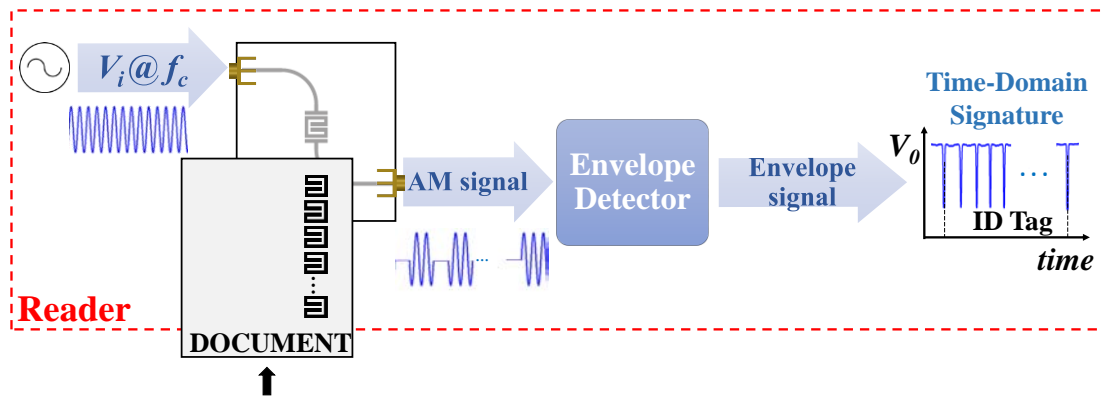 V_i@f_c
Time-Domain
Signature
V_0
Envelope
Detector
AM signal
Envelope
signal
...
...
ID Tag
time
Reader
DOCUMENT